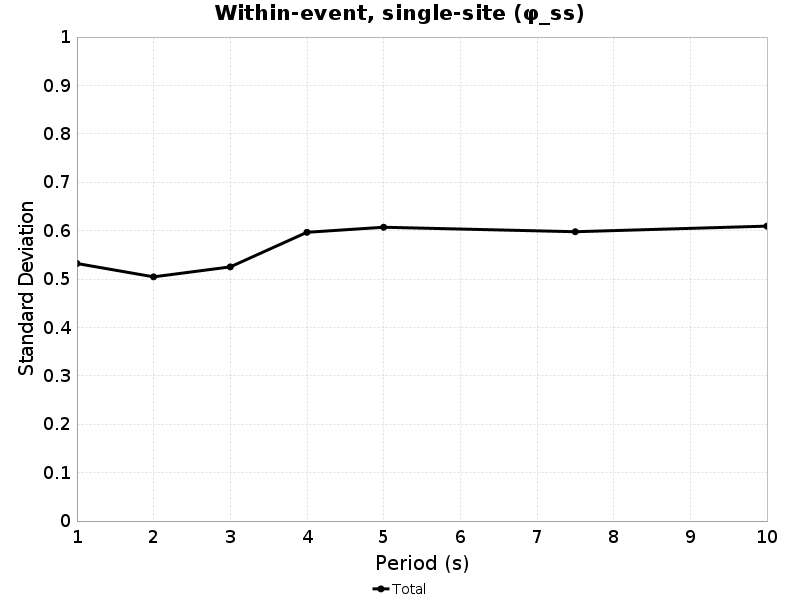 Within-event, single-site (φ_ss)
1
0.9
0.8
0.7
0.6
0.5
0.4
0.3
0.2
0.1
0
Standard Deviation
1 2 3 4 5 6 7 8 9 10
Period (s)
Total